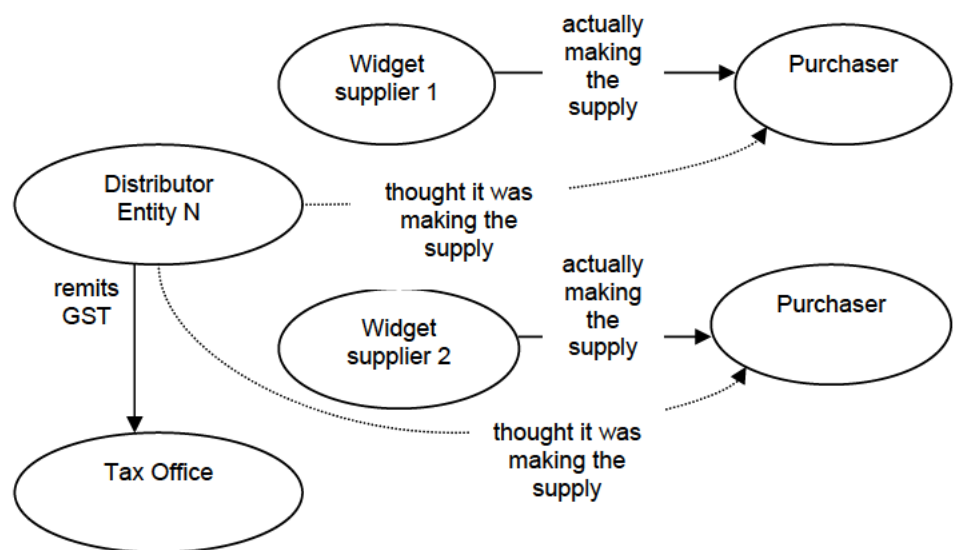 Widget
supplier 1
actually
making
the
supply
Purchaser
Distributor
Entity N
thought it was
making the
supply
remits
GST
Widget
supplier 2
actually
making
the
supply
Purchaser
thought it was
making the
supply
Tax Office